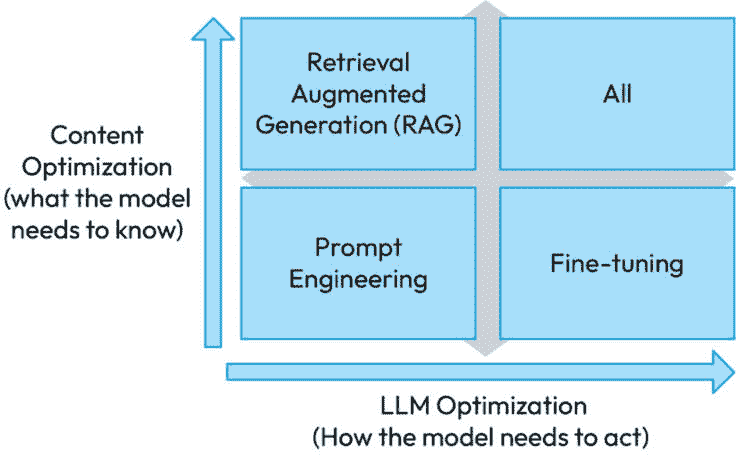 Retrieval
Augmented
Generation (RAG)
All
Content
Optimization
(what the model
needs to know)
Prompt
Engineering
Fine-tuning
LLM Optimization
(How the model needs to act)